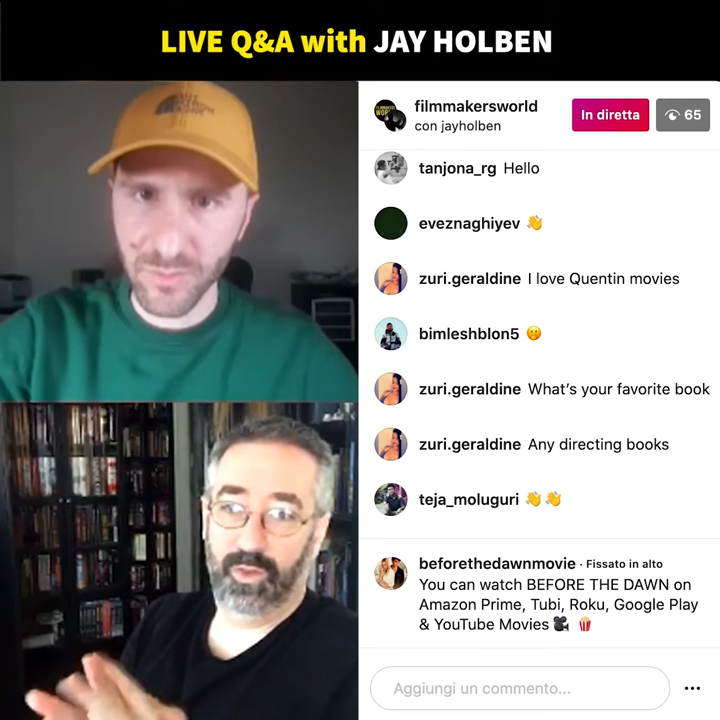 LIVE Q&A with JAY HOLBEN
filmmakersworld
con jayholben
In diretta
65
tanjona_rg Hello
eveznaghiyev 👋
zuri.geraldine I love Quentin movies
bimleshblon5 🤭
zuri.geraldine What's your favorite book
zuri.geraldine Any directing books
teja_moluguri 👋👋
beforethedawnmovie · Fissato in alto
You can watch BEFORE THE DAWN on
Amazon Prime, Tubi, Roku, Google Play
& YouTube Movies 🎥 🍿
Aggiungi un commento...